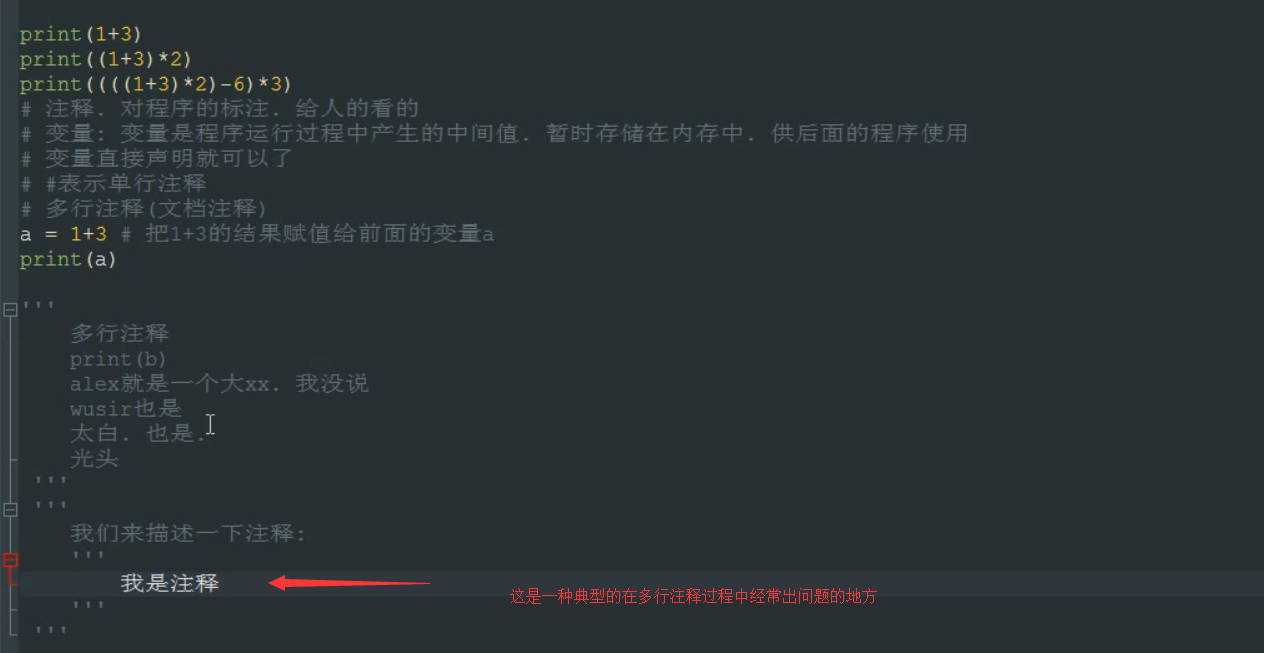 print(1+3)
print((1+3)*2)
print((((1+3)*2)-6)*3)
# 注释. 对程序的标注. 给人的看的
# 变量: 变量是程序运行过程中产生的中间值. 暂时存储在内存中. 供后面的程序使用
# 变量直接声明就可以了
# #表示单行注释
# 多行注释(文档注释)
a = 1+3 # 把1+3的结果赋值给前面的变量a
print(a)
'''
多行注释
print(b)
alex就是一个大xx. 我没说
wusir也是
太白. 也是.
光头
'''
'''
我们来描述一下注释:
'''
我是注释
这是一种典型的在多行注释过程中经常出问题的地方
'''
'''